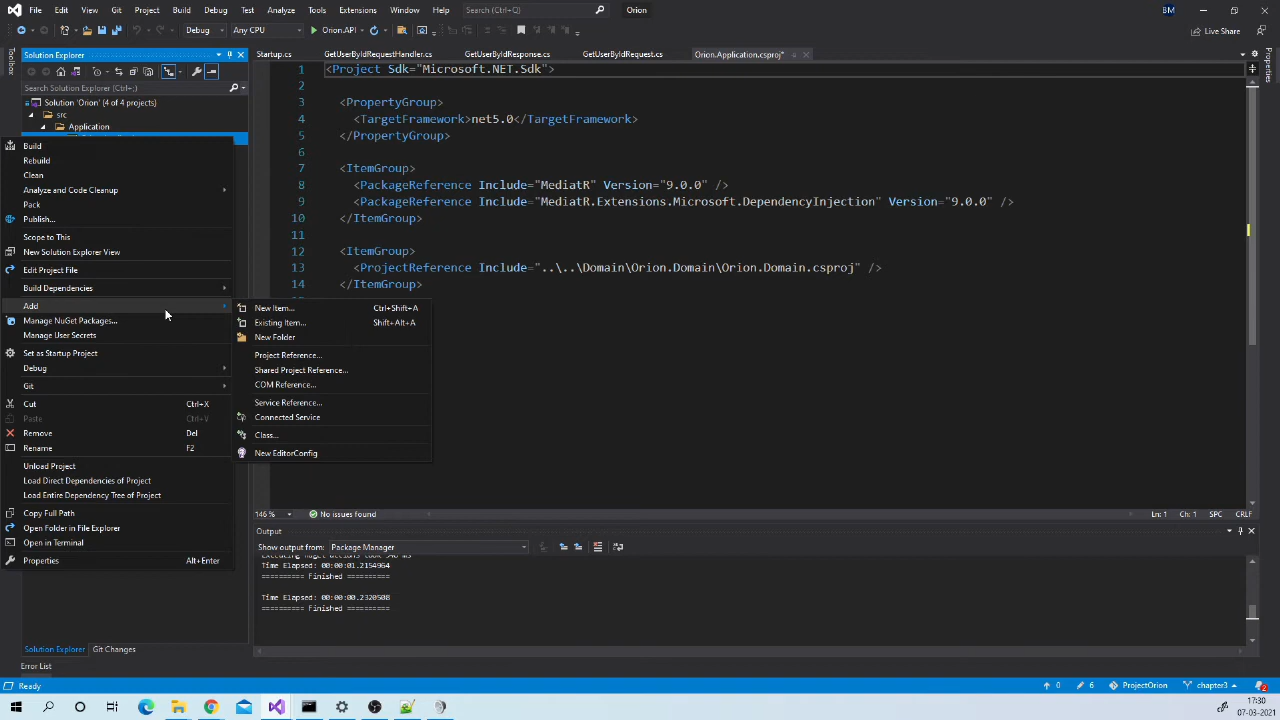 File Edit View Git Project Build Debug Test Analyze Tools Extensions Window Help Search (Ctrl+Q) Orion BM
Debug Any CPU Orion.API Live Share
Toolbox
Solution Explorer
Search Solution Explorer (Ctrl+;)
Solution 'Orion' (4 of 4 projects)
src
Application
Build
Rebuild
Clean
Analyze and Code Cleanup
Pack
Publish...
Scope to This
New Solution Explorer View
Edit Project File
Build Dependencies
Add
Manage NuGet Packages...
Manage User Secrets
Set as Startup Project
Debug
Git
Cut Ctrl+X
Paste Ctrl+V
Remove Del
Rename F2
Unload Project
Load Direct Dependencies of Project
Load Entire Dependency Tree of Project
Copy Full Path
Open Folder in File Explorer
Open in Terminal
Properties Alt+Enter
New Item... Ctrl+Shift+A
Existing Item... Shift+Alt+A
New Folder
Project Reference...
Shared Project Reference...
COM Reference...
Service Reference...
Connected Service
Class...
New EditorConfig
Startup.cs GetUserByIdRequestHandler.cs GetUserByIdResponse.cs GetUserByIdRequest.cs Orion.Application.csproj*
1 <Project Sdk="Microsoft.NET.Sdk">
2
3 <PropertyGroup>
4 <TargetFramework>net5.0</TargetFramework>
5 </PropertyGroup>
6
7 <ItemGroup>
8 <PackageReference Include="MediatR" Version="9.0.0" />
9 <PackageReference Include="MediatR.Extensions.Microsoft.DependencyInjection" Version="9.0.0" />
10 </ItemGroup>
11
12 <ItemGroup>
13 <ProjectReference Include="..\..\Domain\Orion.Domain\Orion.Domain.csproj" />
14 </ItemGroup>
Properties
146 % No issues found Ln: 1 Ch: 1 SPC CRLF
Output
Show output from: Package Manager
Time Elapsed: 00:00:01.2154964
========== Finished ==========
Time Elapsed: 00:00:00.2320508
========== Finished ==========
Solution Explorer Git Changes
Error List
Ready 0 6 ProjectOrion chapter3 2
17:30
07-03-2021